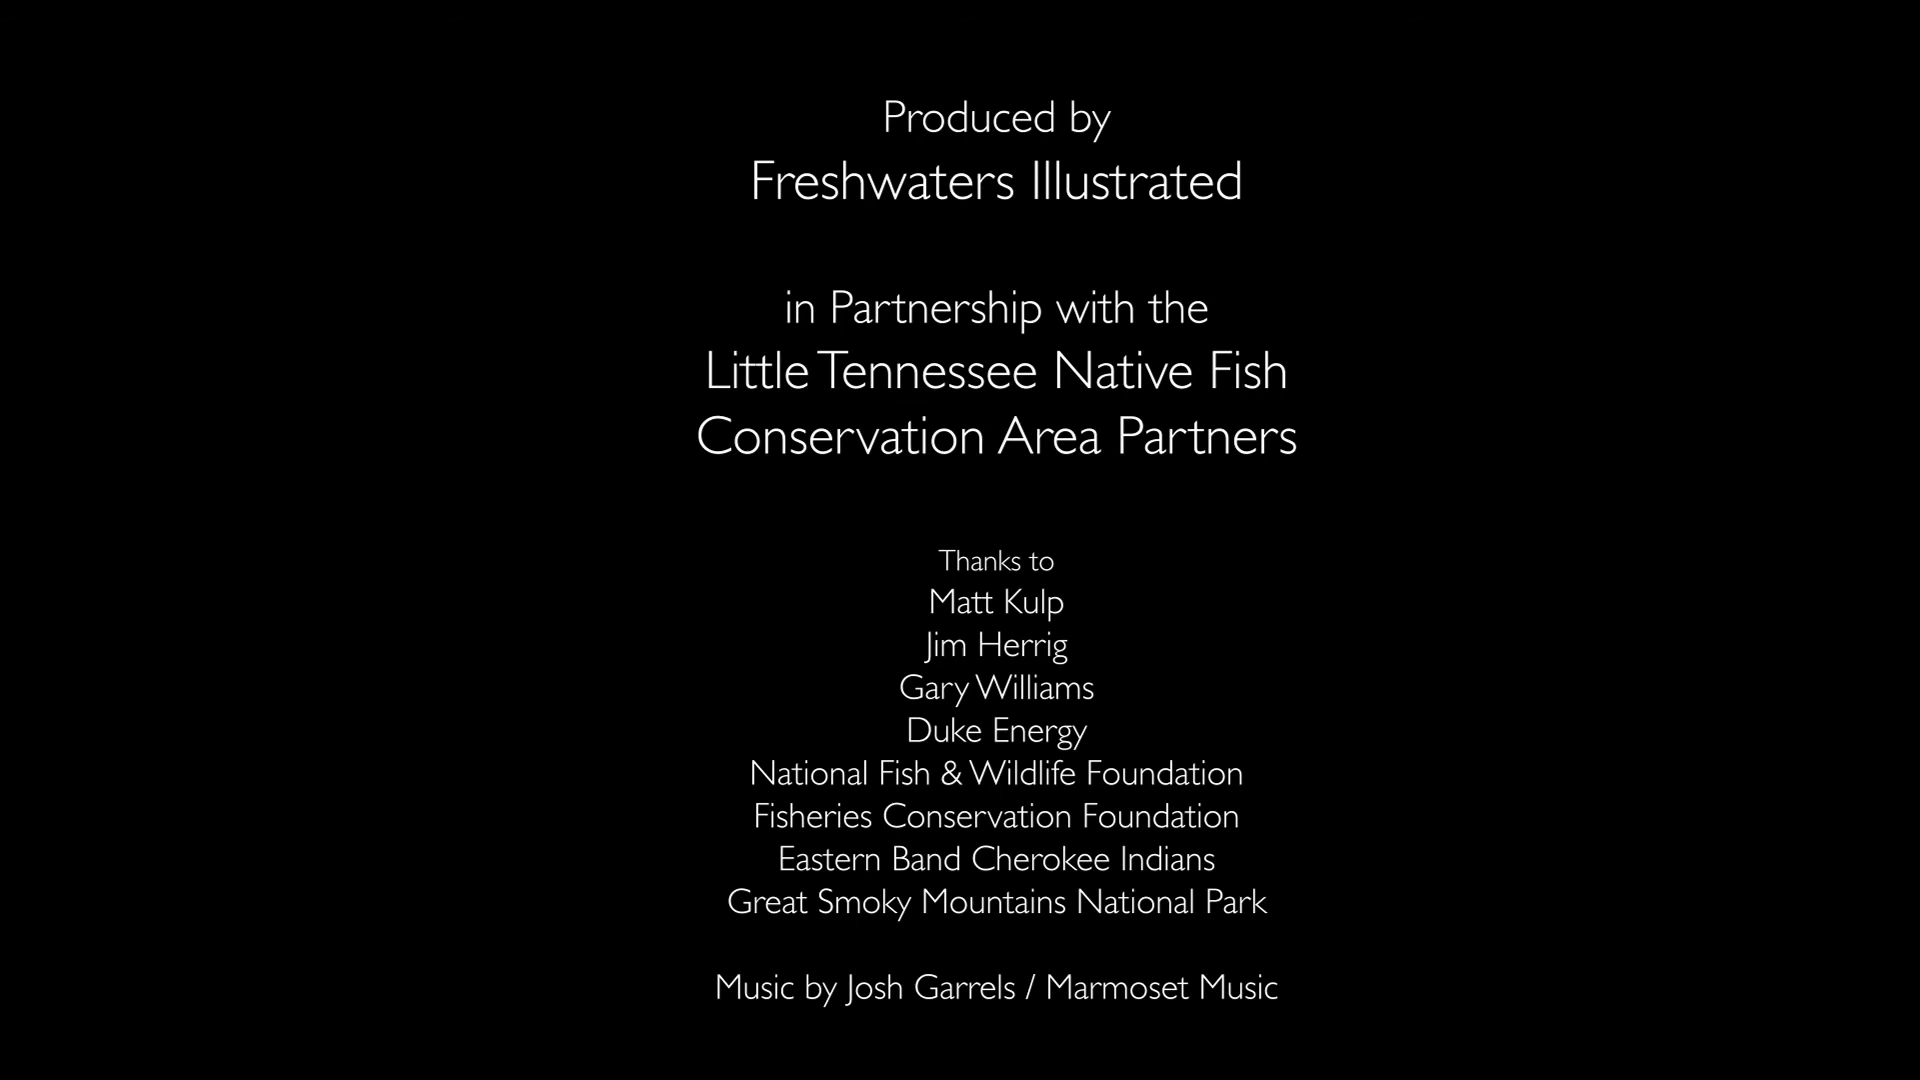 Produced by
Freshwaters Illustrated
in Partnership with the
Little Tennessee Native Fish
Conservation Area Partners
Thanks to
Matt Kulp
Jim Herrig
Gary Williams
Duke Energy
National Fish & Wildlife Foundation
Fisheries Conservation Foundation
Eastern Band Cherokee Indians
Great Smoky Mountains National Park
Music by Josh Garrels / Marmoset Music